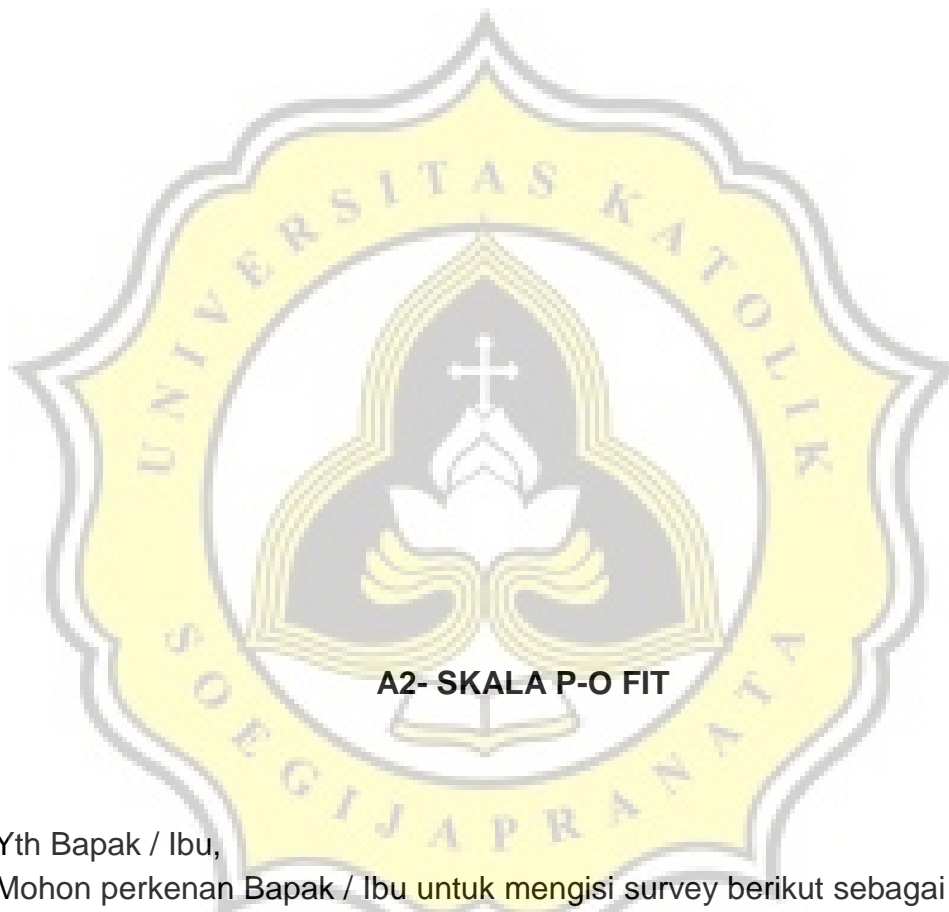 UNIVERSITAS KATOLIK
SOEGIJAPRANATA
A2- SKALA P-O FIT
Yth Bapak / Ibu,
Mohon perkenan Bapak / Ibu untuk mengisi survey berikut sebagai